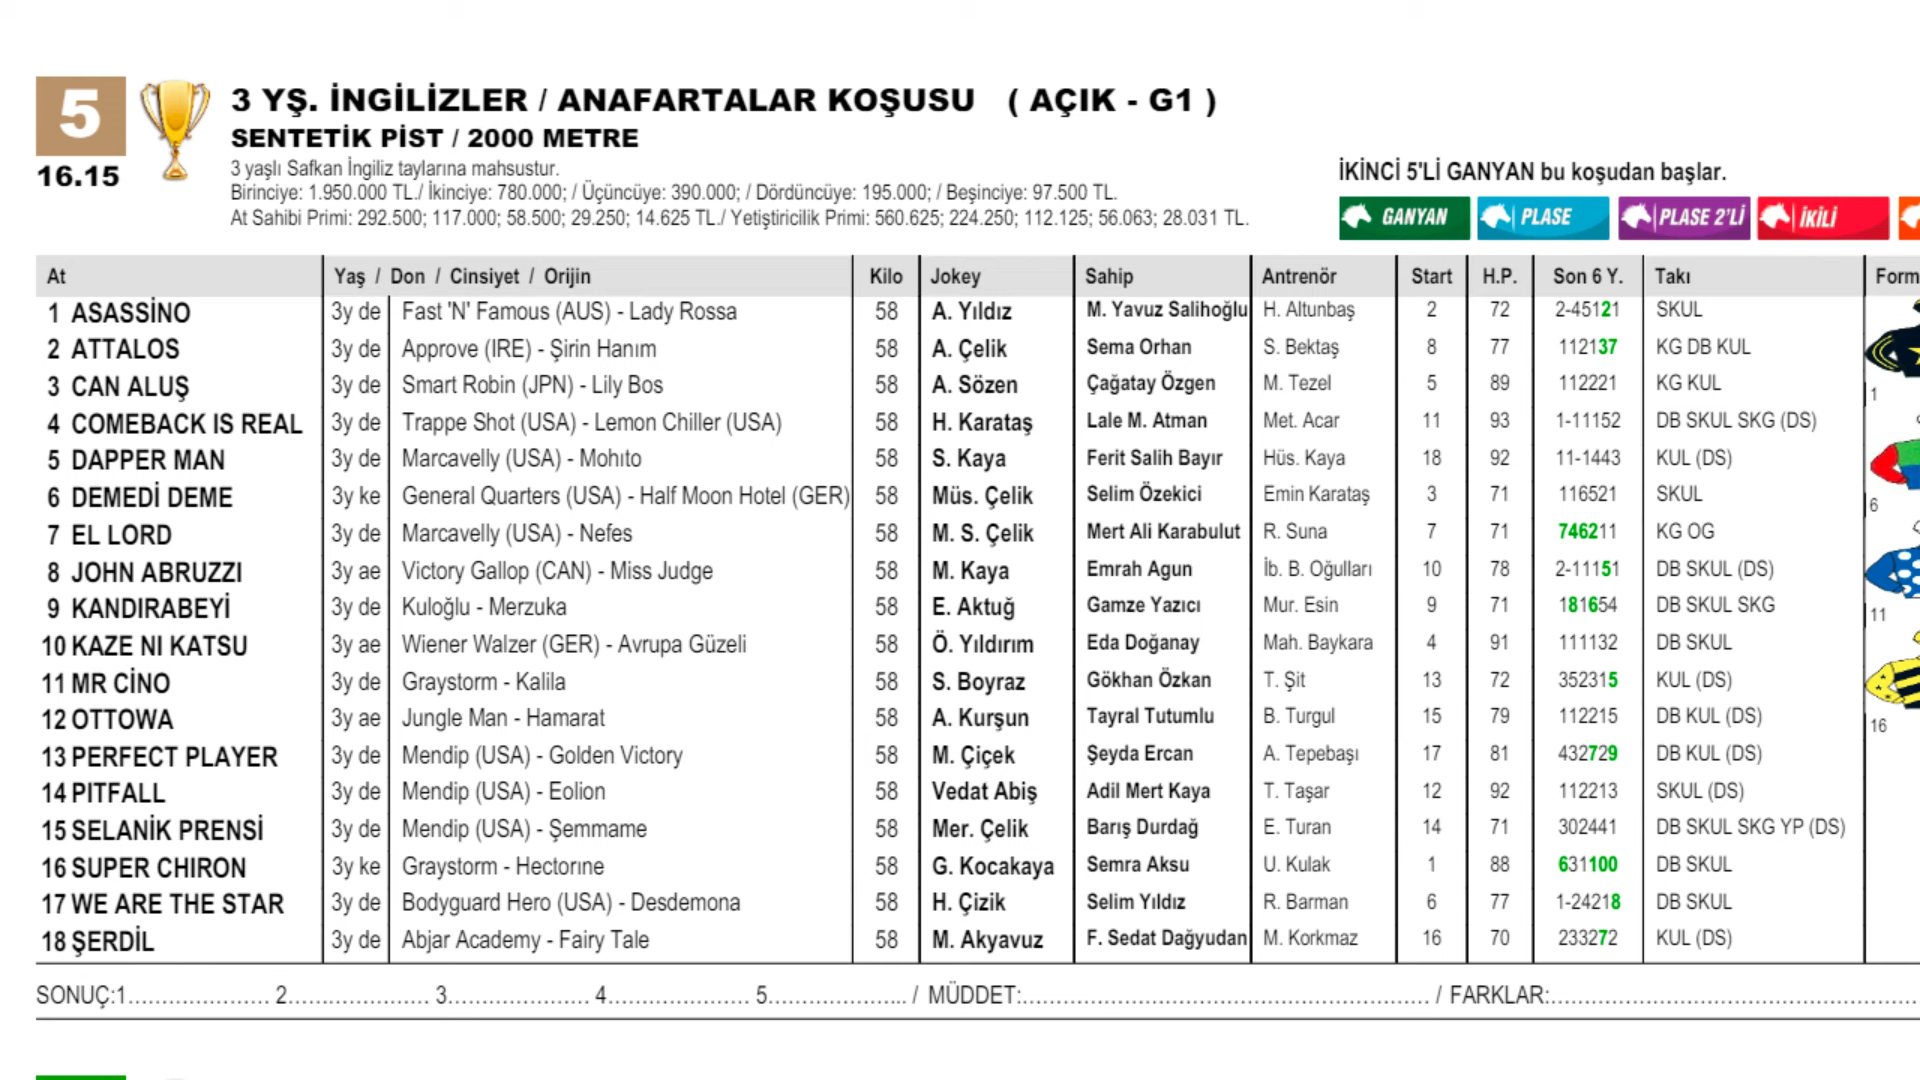 5
16.15
3 YŞ. İNGİLİZLER / ANAFARTALAR KOŞUSU ( AÇIK - G1 )
SENTETİK PİST / 2000 METRE
3 yaşlı Safkan İngiliz taylarına mahsustur.
Birinciye: 1.950.000 TL./ İkinciye: 780.000; / Üçüncüye: 390.000; / Dördüncüye: 195.000; / Beşinciye: 97.500 TL.
At Sahibi Primi: 292.500; 117.000; 58.500; 29.250; 14.625 TL./ Yetiştiricilik Primi: 560.625; 224.250; 112.125; 56.063; 28.031 TL.
İKİNCİ 5'Lİ GANYAN bu koşudan başlar.
GANYAN PLASE PLASE 2'Lİ İKİLİ
At Yaş / Don / Cinsiyet / Orijin Kilo Jokey Sahip Antrenör Start H.P. Son 6 Y. Takı Form
1 ASASSİNO 3y de Fast 'N' Famous (AUS) - Lady Rossa 58 A. Yıldız M. Yavuz Salihoğlu H. Altunbaş 2 72 2-45121 SKUL
2 ATTALOS 3y de Approve (IRE) - Şirin Hanım 58 A. Çelik Sema Orhan S. Bektaş 8 77 112137 KG DB KUL
3 CAN ALUŞ 3y de Smart Robin (JPN) - Lily Bos 58 A. Sözen Çağatay Özgen M. Tezel 5 89 112221 KG KUL
1
4 COMEBACK IS REAL 3y de Trappe Shot (USA) - Lemon Chiller (USA) 58 H. Karataş Lale M. Atman Met. Acar 11 93 1-11152 DB SKUL SKG (DS)
5 DAPPER MAN 3y de Marcavelly (USA) - Mohıto 58 S. Kaya Ferit Salih Bayır Hüs. Kaya 18 92 11-1443 KUL (DS)
6 DEMEDİ DEME 3y ke General Quarters (USA) - Half Moon Hotel (GER) 58 Müs. Çelik Selim Özekici Emin Karataş 3 71 116521 SKUL
6
7 EL LORD 3y de Marcavelly (USA) - Nefes 58 M. S. Çelik Mert Ali Karabulut R. Suna 7 71 746211 KG OG
8 JOHN ABRUZZI 3y ae Victory Gallop (CAN) - Miss Judge 58 M. Kaya Emrah Agun İb. B. Oğulları 10 78 2-11151 DB SKUL (DS)
9 KANDIRABEYİ 3y de Kuloğlu - Merzuka 58 E. Aktuğ Gamze Yazıcı Mur. Esin 9 71 181654 DB SKUL SKG
11
10 KAZE NI KATSU 3y ae Wiener Walzer (GER) - Avrupa Güzeli 58 Ö. Yıldırım Eda Doğanay Mah. Baykara 4 91 111132 DB SKUL
11 MR CİNO 3y de Graystorm - Kalila 58 S. Boyraz Gökhan Özkan T. Şit 13 72 352315 KUL (DS)
12 OTTOWA 3y ae Jungle Man - Hamarat 58 A. Kurşun Tayral Tutumlu B. Turgul 15 79 112215 DB KUL (DS)
16
13 PERFECT PLAYER 3y de Mendip (USA) - Golden Victory 58 M. Çiçek Şeyda Ercan A. Tepebaşı 17 81 432729 DB KUL (DS)
14 PITFALL 3y de Mendip (USA) - Eolion 58 Vedat Abiş Adil Mert Kaya T. Taşar 12 92 112213 SKUL (DS)
15 SELANİK PRENSİ 3y de Mendip (USA) - Şemmame 58 Mer. Çelik Barış Durdağ E. Turan 14 71 302441 DB SKUL SKG YP (DS)
16 SUPER CHIRON 3y ke Graystorm - Hectorıne 58 G. Kocakaya Semra Aksu U. Kulak 1 88 631100 DB SKUL
17 WE ARE THE STAR 3y de Bodyguard Hero (USA) - Desdemona 58 H. Çizik Selim Yıldız R. Barman 6 77 1-24218 DB SKUL
18 ŞERDİL 3y de Abjar Academy - Fairy Tale 58 M. Akyavuz F. Sedat Dağyudan M. Korkmaz 16 70 233272 KUL (DS)
SONUÇ:1...................... 2...................... 3...................... 4...................... 5...................... / MÜDDET:............................................................... / FARKLAR:.........................................................